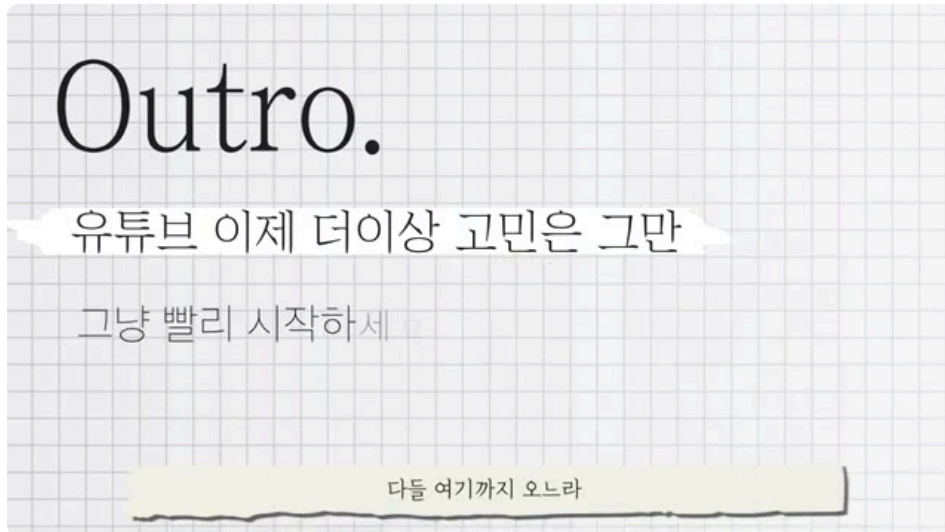 Outro.
유튜브 이제 더이상 고민은 그만
그냥 빨리 시작하세요
다들 여기까지 오느라